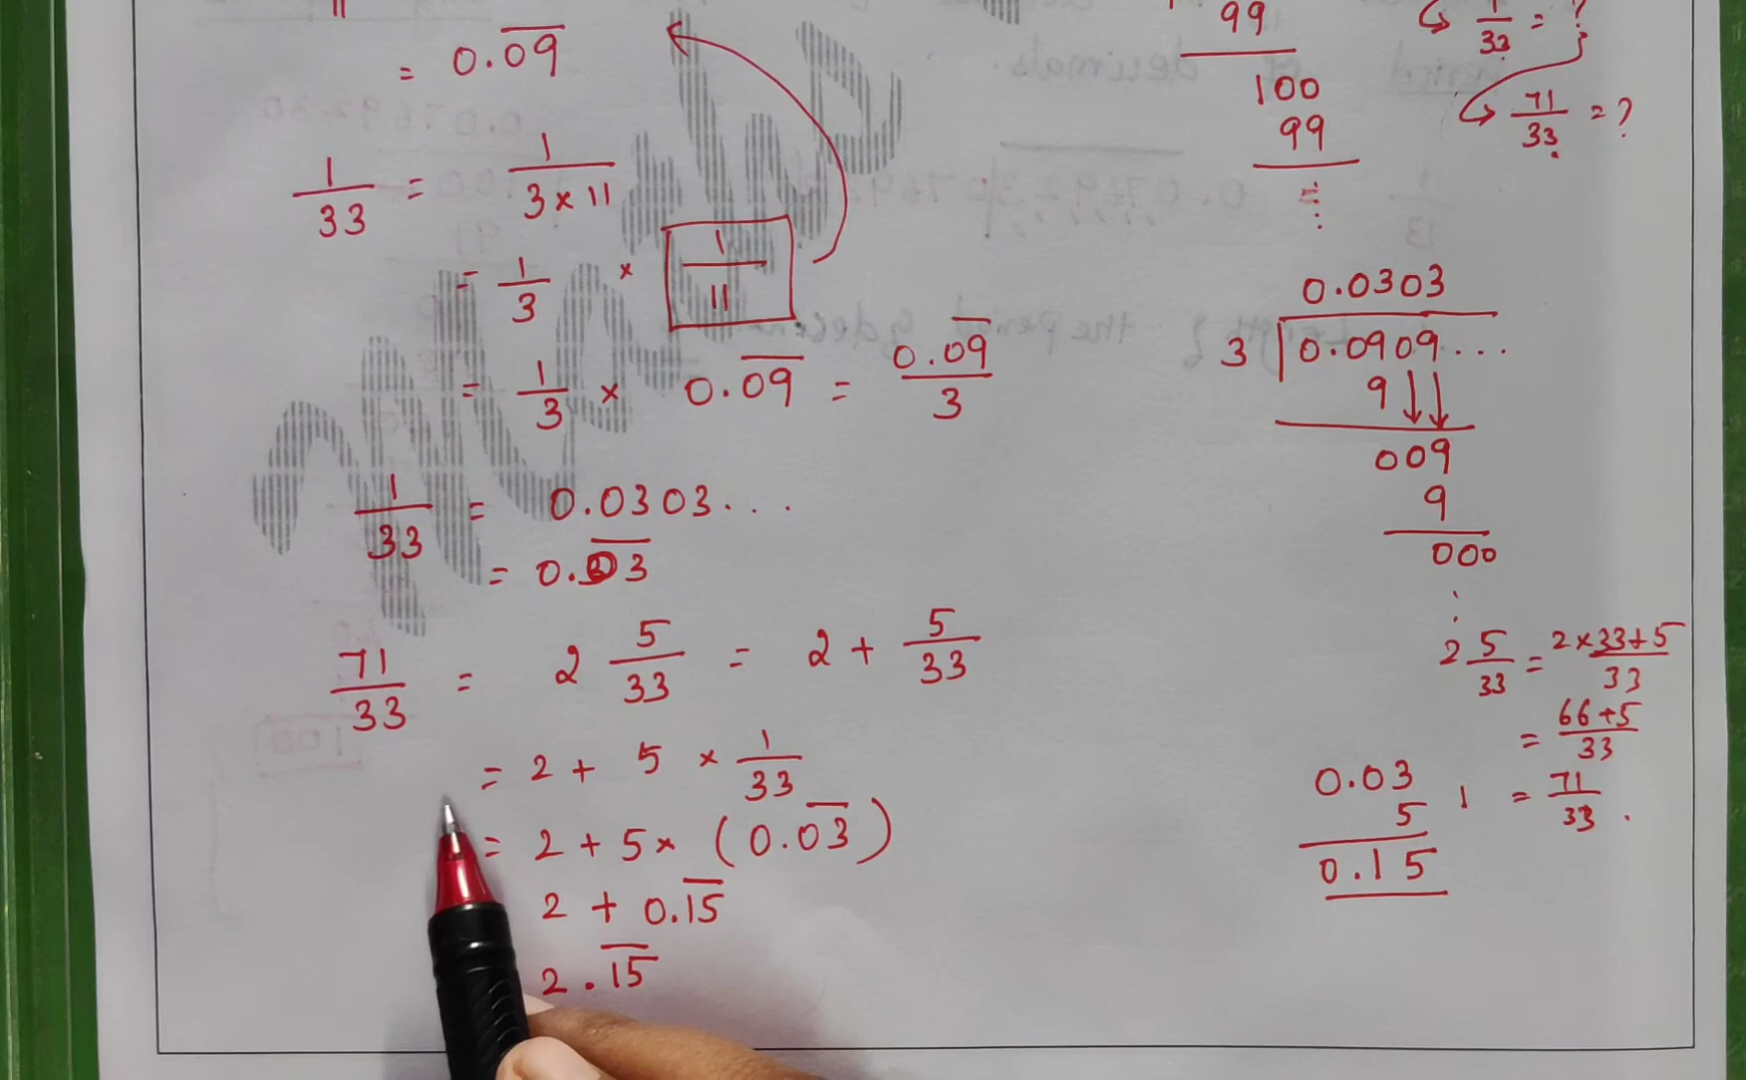 11
= 0.0̅9̅
1/33 = 1/(3 × 11)
= 1/3 × 1/11
= 1/3 × 0.0̅9̅ = 0.0̅9̅/3
1/33 = 0.0303...
= 0.0̅3̅
71/33 = 2 5/33 = 2 + 5/33
= 2 + 5 × 1/33
= 2 + 5 × (0.0̅3̅)
2 + 0.1̅5̅
2.1̅5̅
99
100
99
=
⋮
↪ 1/33 = ?
↪ 71/33 = ?
0.0303
3 | 0.0909...
9↓↓
009
9
000
⋮
2 5/33 = (2×33+5)/33
= (66+5)/33
= 71/33.
0.03
5 1
0.15